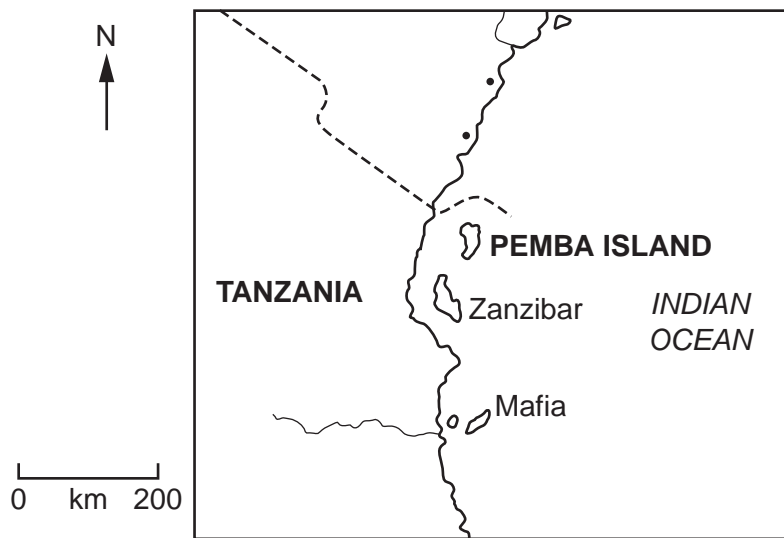 N
PEMBA ISLAND
TANZANIA
Zanzibar
INDIAN
OCEAN
Mafia
0 km 200